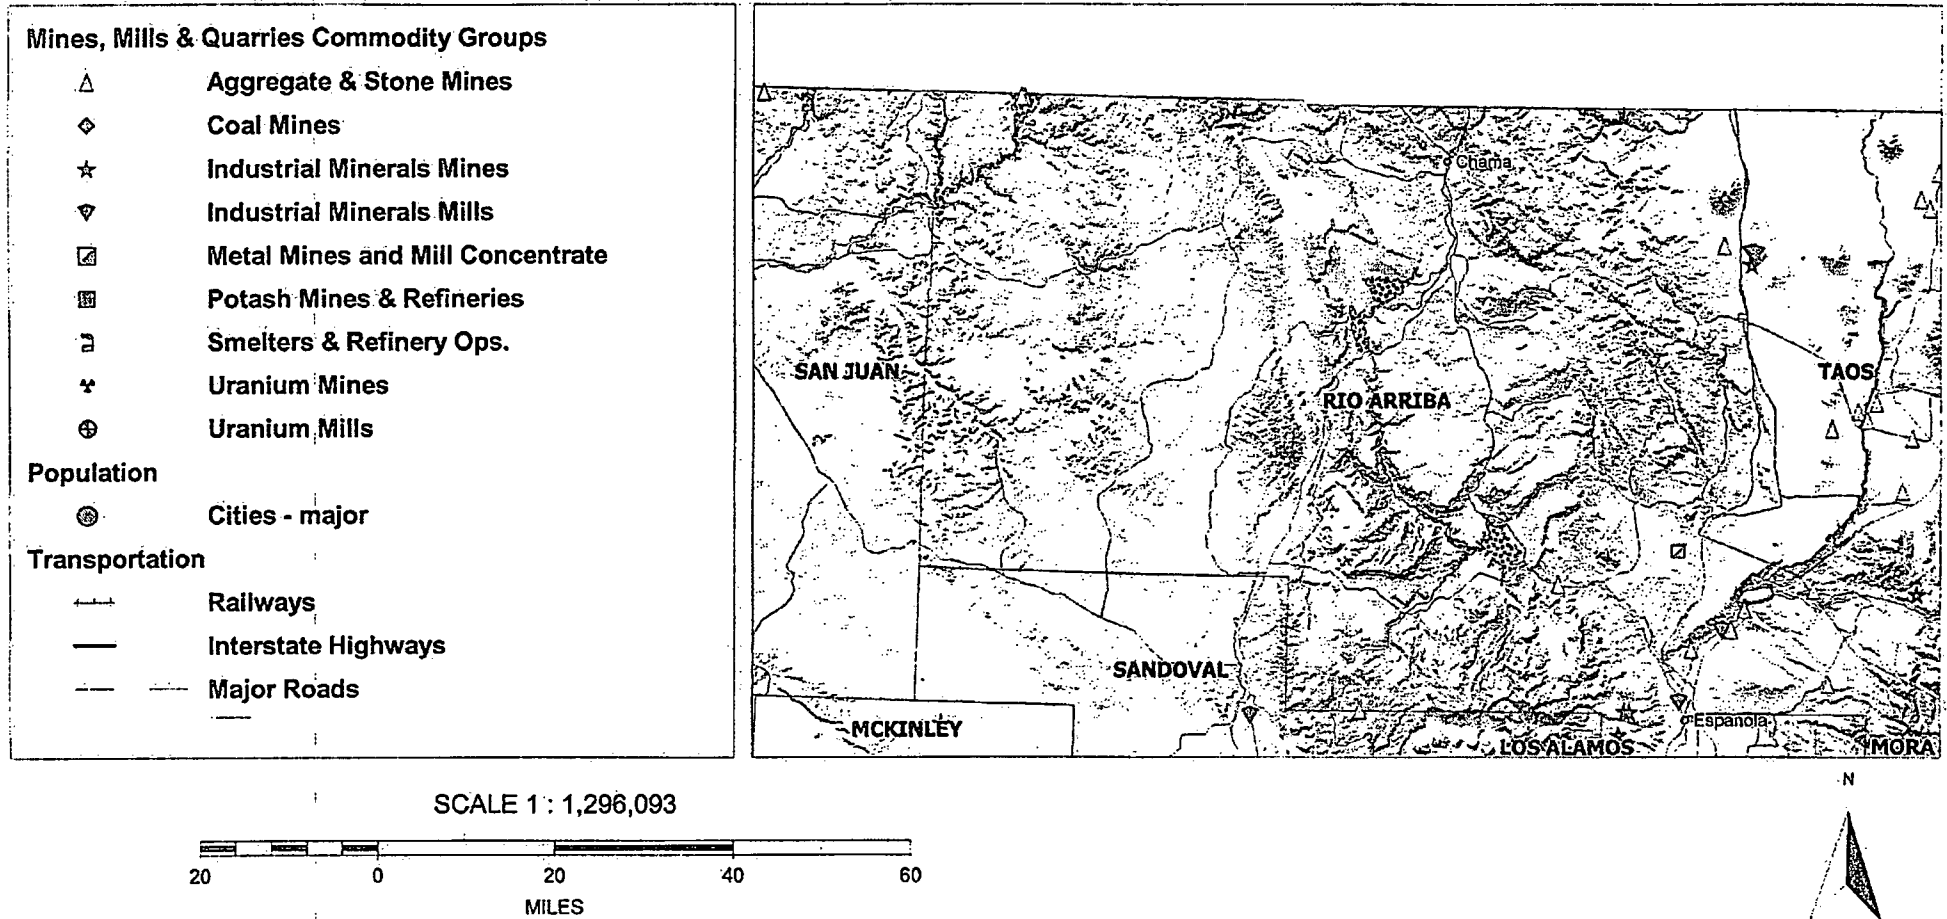 Mines, Mills & Quarries Commodity Groups
Aggregate & Stone Mines
Coal Mines
Industrial Minerals Mines
Industrial Minerals Mills
Metal Mines and Mill Concentrate
Potash Mines & Refineries
Smelters & Refinery Ops.
Uranium Mines
Uranium Mills
Population
Cities - major
Transportation
Railways
Interstate Highways
Major Roads
Chama
SAN JUAN
TAOS
RIO ARRIBA
SANDOVAL
MCKINLEY
Espanola
LOS ALAMOS
MORA
SCALE 1 : 1,296,093
20 0 20 40 60
MILES
N